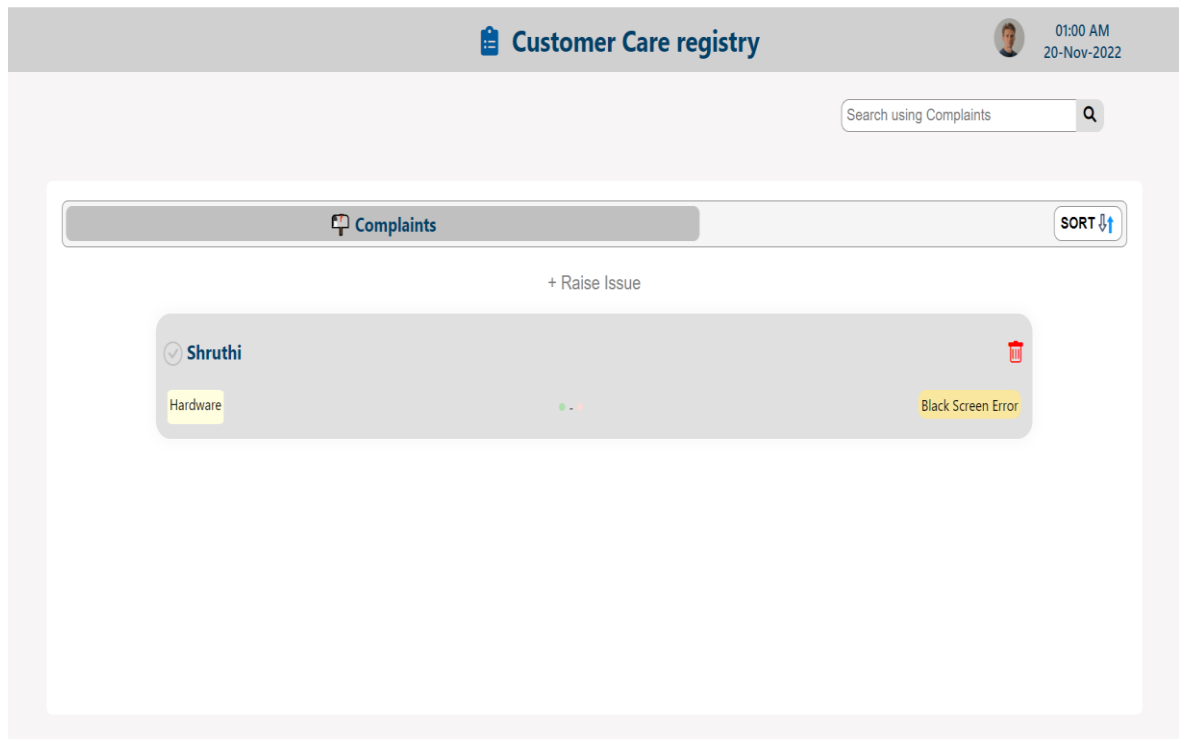 Customer Care registry
01:00 AM
20-Nov-2022
Search using Complaints
Complaints
SORT
+ Raise Issue
Shruthi
Hardware
-
Black Screen Error